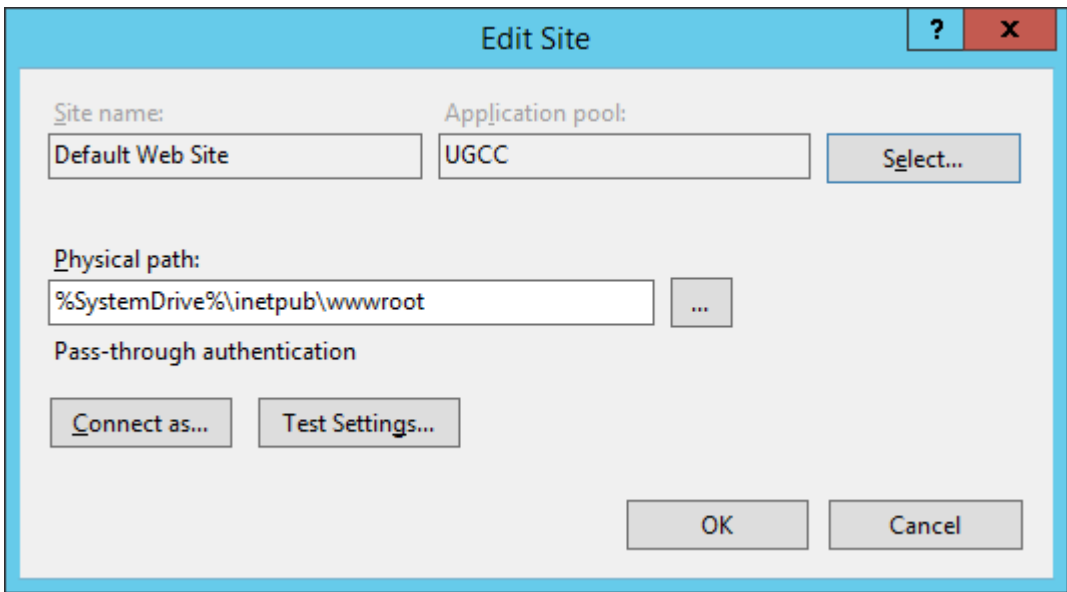 Edit Site
?
x
Site name:
Application pool:
Default Web Site
UGCC
Select...
Physical path:
%SystemDrive%\inetpub\wwwroot
...
Pass-through authentication
Connect as...
Test Settings...
OK
Cancel